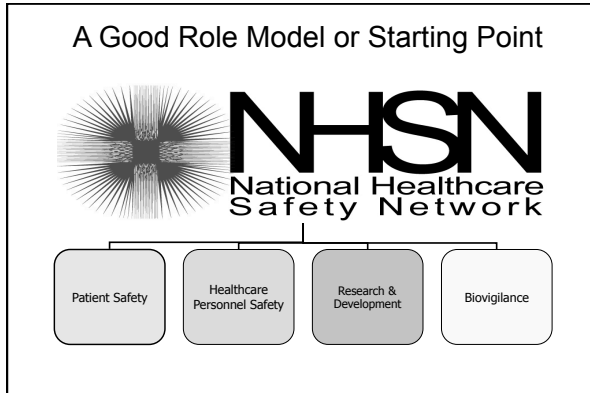 A Good Role Model or Starting Point
NHSN
National Healthcare
Safety Network
Patient Safety
Healthcare
Personnel Safety
Research &
Development
Biovigilance